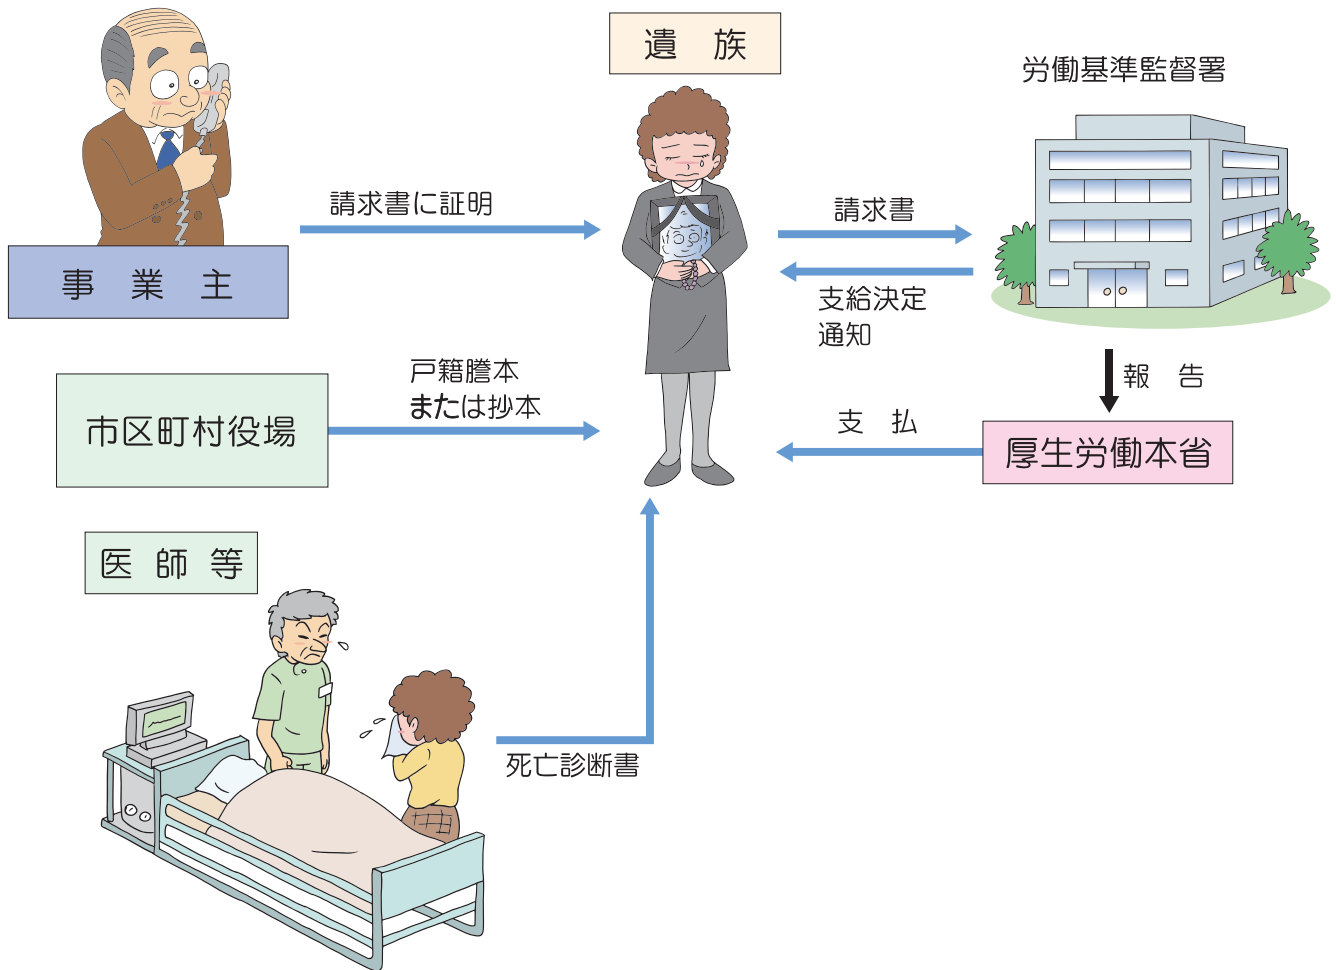 遺　族
労働基準監督署
請求書に証明
請求書
事　業　主
支給決定
通知
戸籍謄本
または抄本
報　告
市区町村役場
支　払
厚生労働本省
医　師　等
死亡診断書